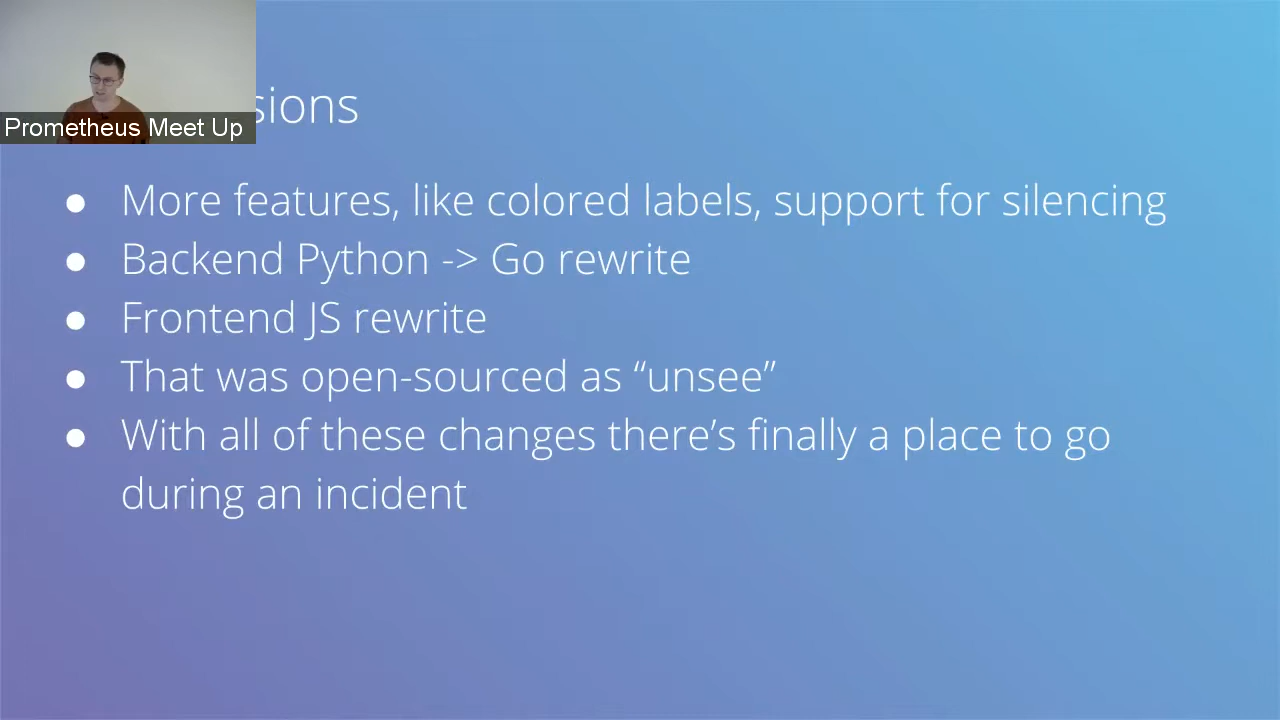 Prometheus Meet Up
sions
● More features, like colored labels, support for silencing
● Backend Python -> Go rewrite
● Frontend JS rewrite
● That was open-sourced as “unsee”
● With all of these changes there’s finally a place to go
during an incident